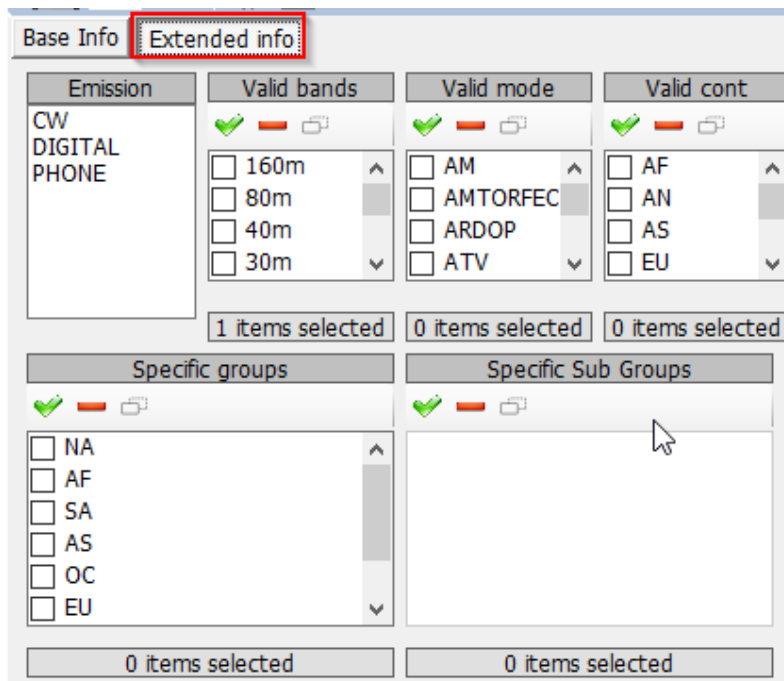 Base Info
Extended info
Emission
CW
DIGITAL
PHONE
Valid bands
160m
80m
40m
30m
1 items selected
Valid mode
AM
AMTORFEC
ARDOP
ATV
0 items selected
Valid cont
AF
AN
AS
EU
0 items selected
Specific groups
NA
AF
SA
AS
OC
EU
0 items selected
Specific Sub Groups
0 items selected